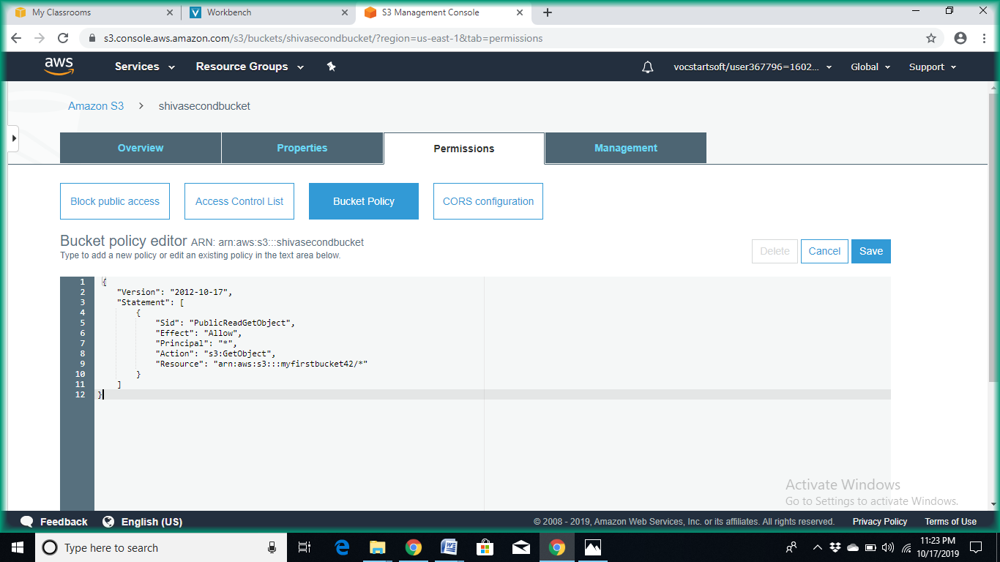 My Classrooms
Workbench
S3 Management Console
s3.console.aws.amazon.com/s3/buckets/shivasecondbucket/?region=us-east-1&tab=permissions
aws
Services
Resource Groups
vocstartsoft/user367796=1602...
Global
Support
Amazon S3 > shivasecondbucket
Overview
Properties
Permissions
Management
Block public access
Access Control List
Bucket Policy
CORS configuration
Bucket policy editor ARN: arn:aws:s3:::shivasecondbucket
Type to add a new policy or edit an existing policy in the text area below.
Delete
Cancel
Save
1 {
2 "Version": "2012-10-17",
3 "Statement": [
4 {
5 "Sid": "PublicReadGetObject",
6 "Effect": "Allow",
7 "Principal": "*",
8 "Action": "s3:GetObject",
9 "Resource": "arn:aws:s3:::myfirstbucket42/*"
10 }
11 ]
12 }
Activate Windows
Go to Settings to activate Windows.
Feedback
English (US)
© 2008 - 2019, Amazon Web Services, Inc. or its affiliates. All rights reserved.
Privacy Policy
Terms of Use
Type here to search
11:23 PM
10/17/2019